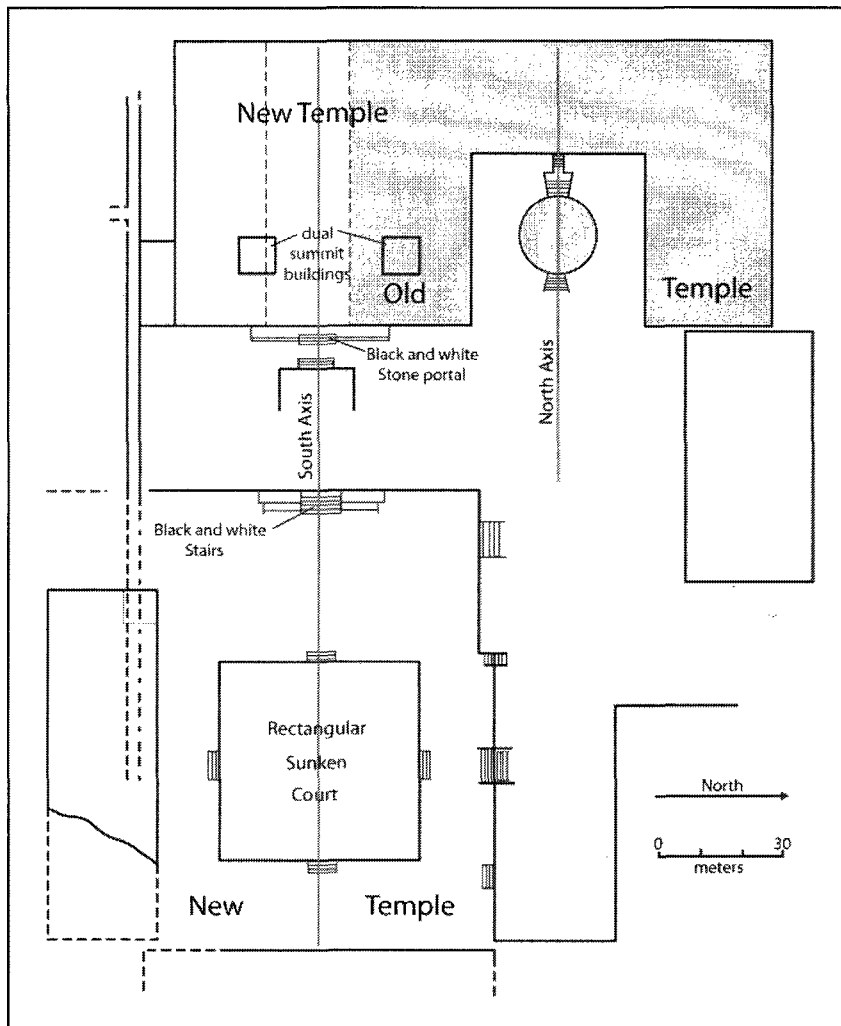 New Temple
dual
summit
buildings
Old
Temple
Black and white
Stone portal
South Axis
North Axis
Black and white
Stairs
Rectangular
Sunken
Court
North
0 30
meters
New Temple